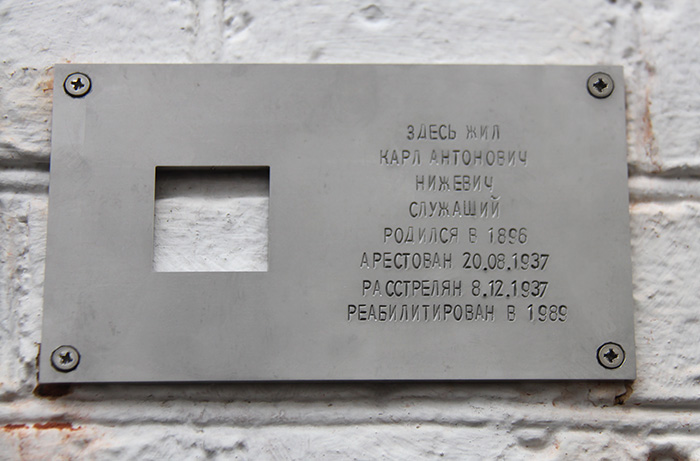 ЗДЕСЬ ЖИЛ
КАРЛ АНТОНОВИЧ
НИЖЕВИЧ
СЛУЖАЩИЙ
РОДИЛСЯ В 1896
АРЕСТОВАН 20.08.1937
РАССТРЕЛЯН 8.12.1937
РЕАБИЛИТИРОВАН В 1989